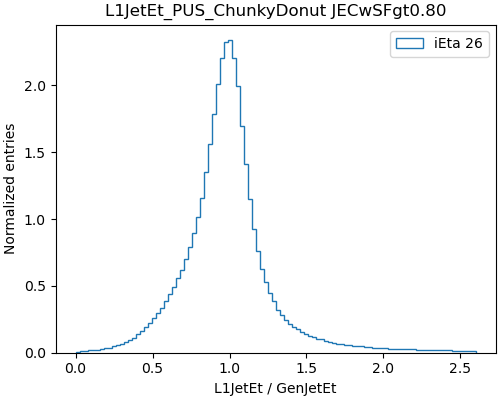 L1JetEt_PUS_ChunkyDonut JECwSFgt0.80
iEta 26
Normalized entries
2.0
1.5
1.0
0.5
0.0
0.0 0.5 1.0 1.5 2.0 2.5
L1JetEt / GenJetEt